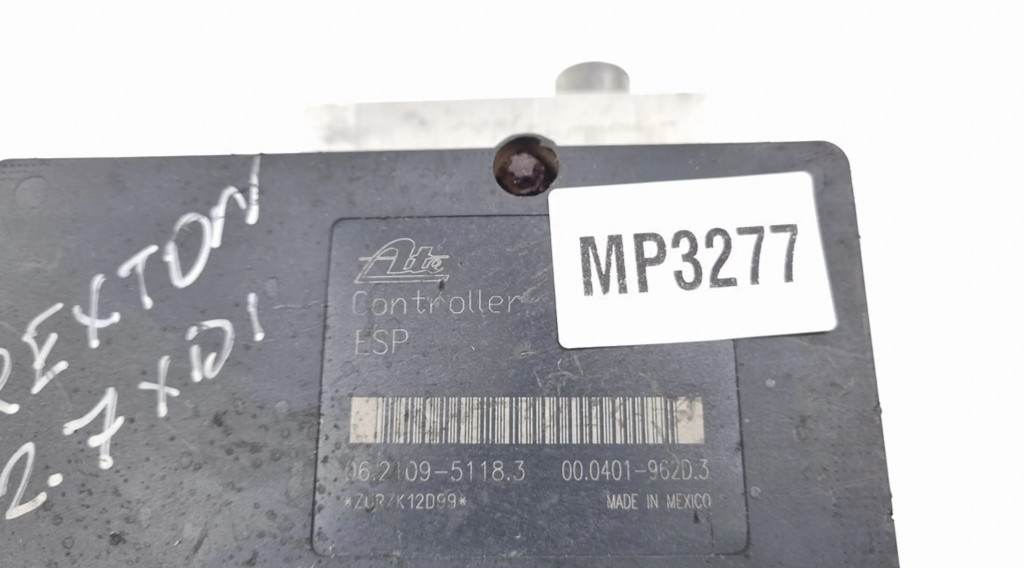 REXTON
2.7 XDI
MP3277
Ate
Controller
ESP
06.2109-5118.3 00.0401-962D.3
MADE IN MEXICO